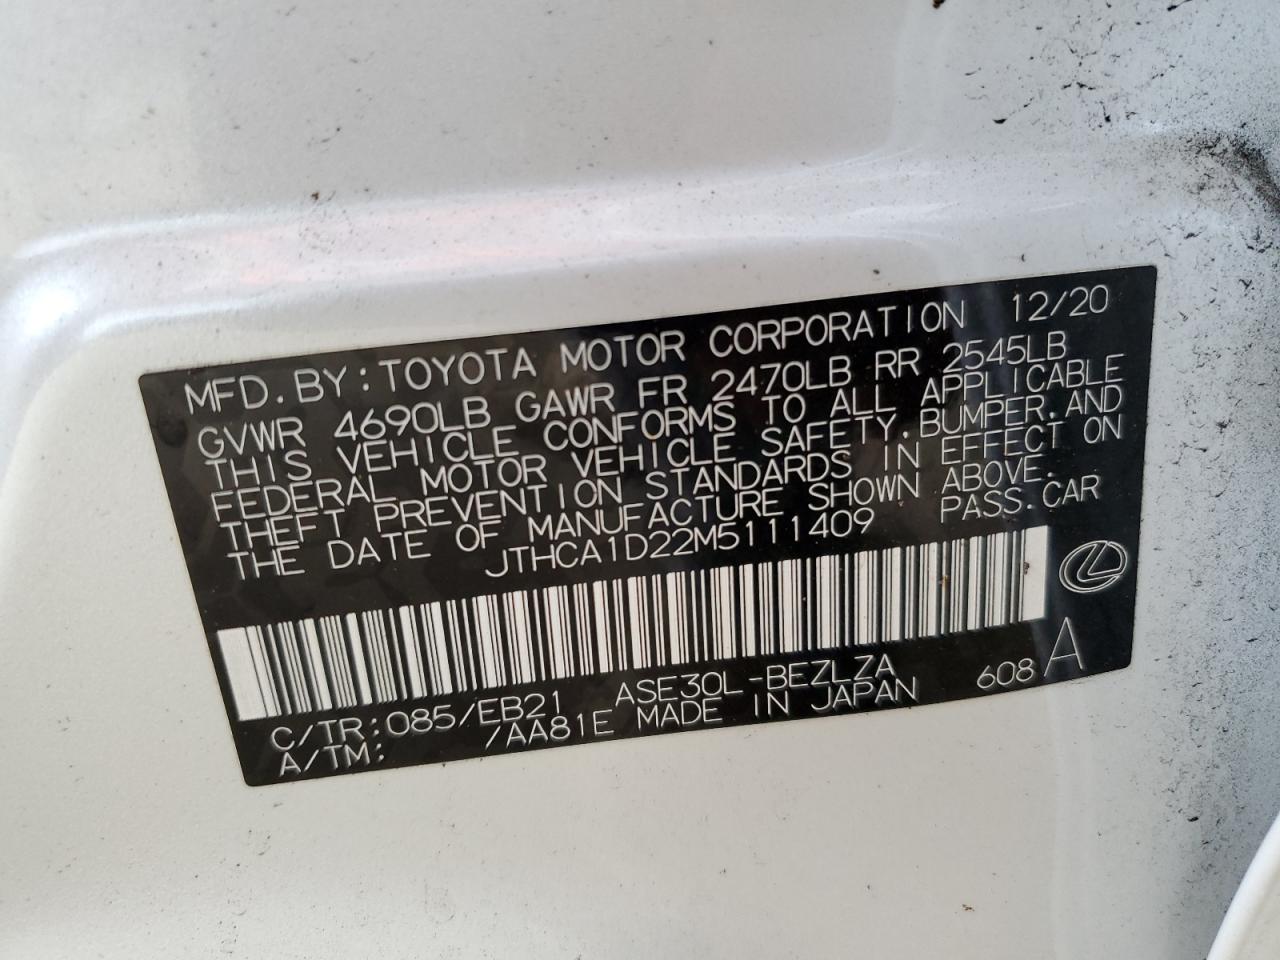 MFD.BY:TOYOTA MOTOR CORPORATION 12/20
GVWR 4690LB GAWR FR 2470LB RR 2545LB
THIS VEHICLE CONFORMS TO ALL APPLICABLE
FEDERAL MOTOR VEHICLE SAFETY,BUMPER,AND
THEFT PREVENTION STANDARDS IN EFFECT ON
THE DATE OF MANUFACTURE SHOWN ABOVE.
JTHCA1D22M5111409 PASS.CAR
C/TR:085/EB21 ASE30L-BEZLZA 608 A
A/TM: /AA81E MADE IN JAPAN